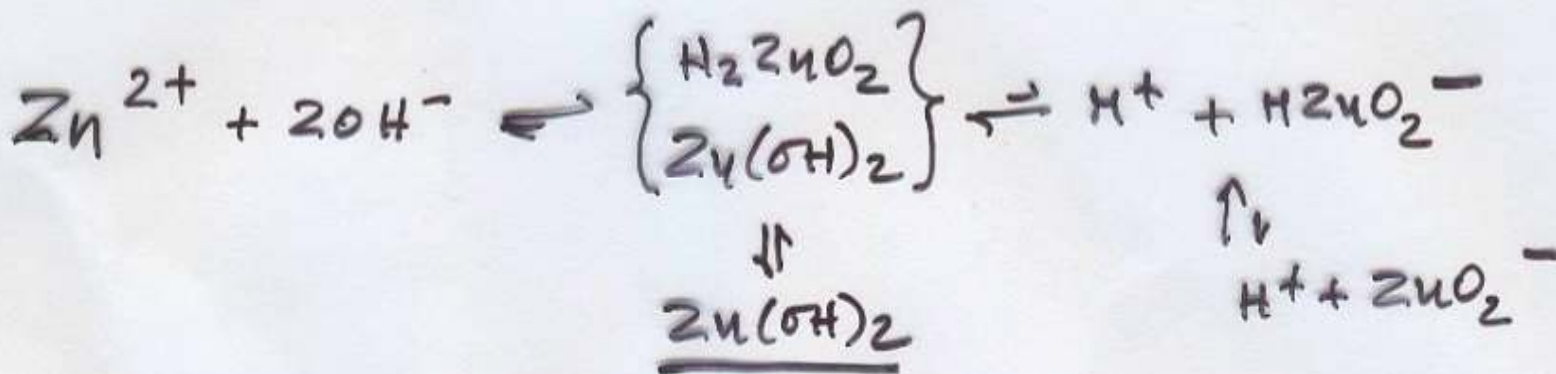 Zn²⁺ + 2OH⁻ ⇌ { H₂ZnO₂ Zn(OH)₂ } ⇌ H⁺ + HZnO₂⁻
⇅
Zn(OH)₂
⇅
H⁺ + ZnO₂⁻